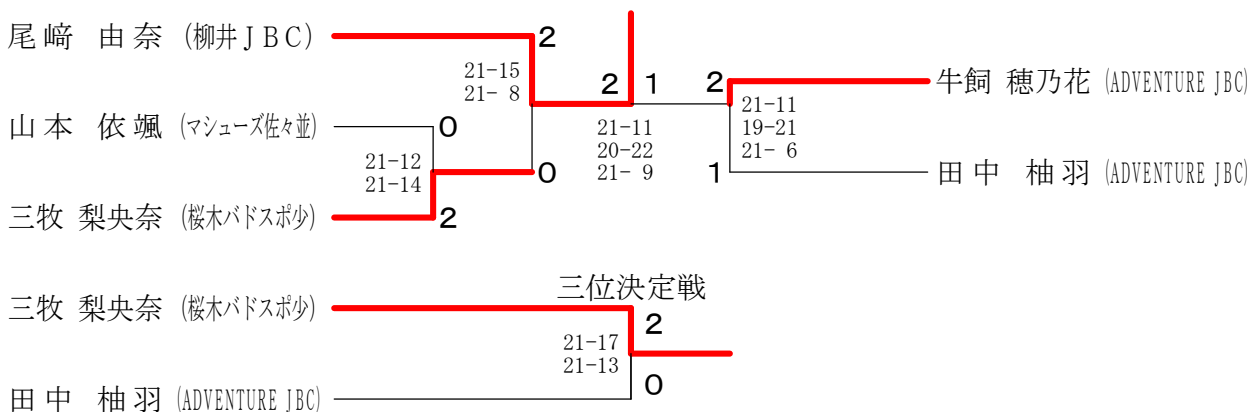 尾﨑 由奈 (柳井ＪＢＣ)
2
21-15
21- 8
山本 依颯 (マシューズ佐々並)
0
21-12
21-14
0
三牧 梨央奈 (桜木バドスポ少)
2
2 1
21-11
20-22
21- 9
2
牛飼 穂乃花 (ADVENTURE JBC)
21-11
19-21
21- 6
1
田中 柚羽 (ADVENTURE JBC)
三位決定戦
三牧 梨央奈 (桜木バドスポ少)
2
21-17
21-13
0
田中 柚羽 (ADVENTURE JBC)